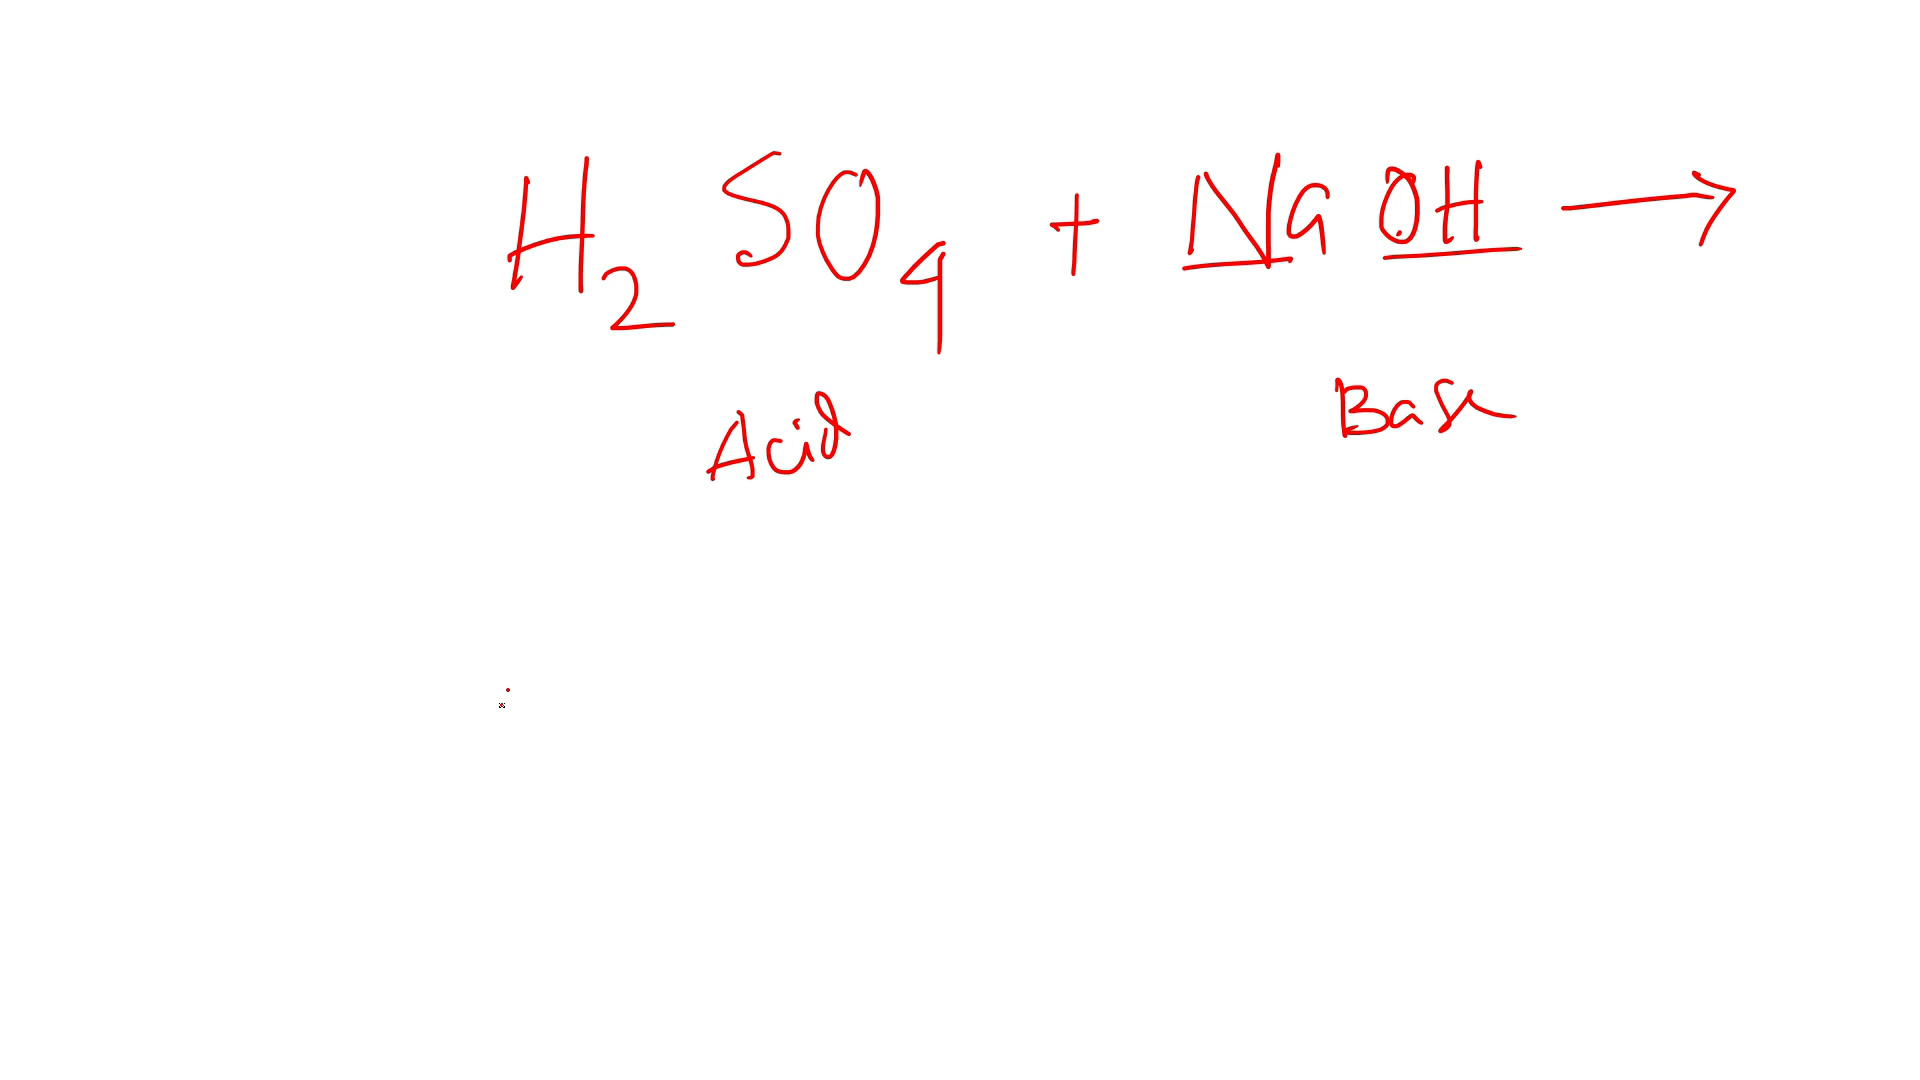 H₂SO₄ + NaOH →
Acid Base